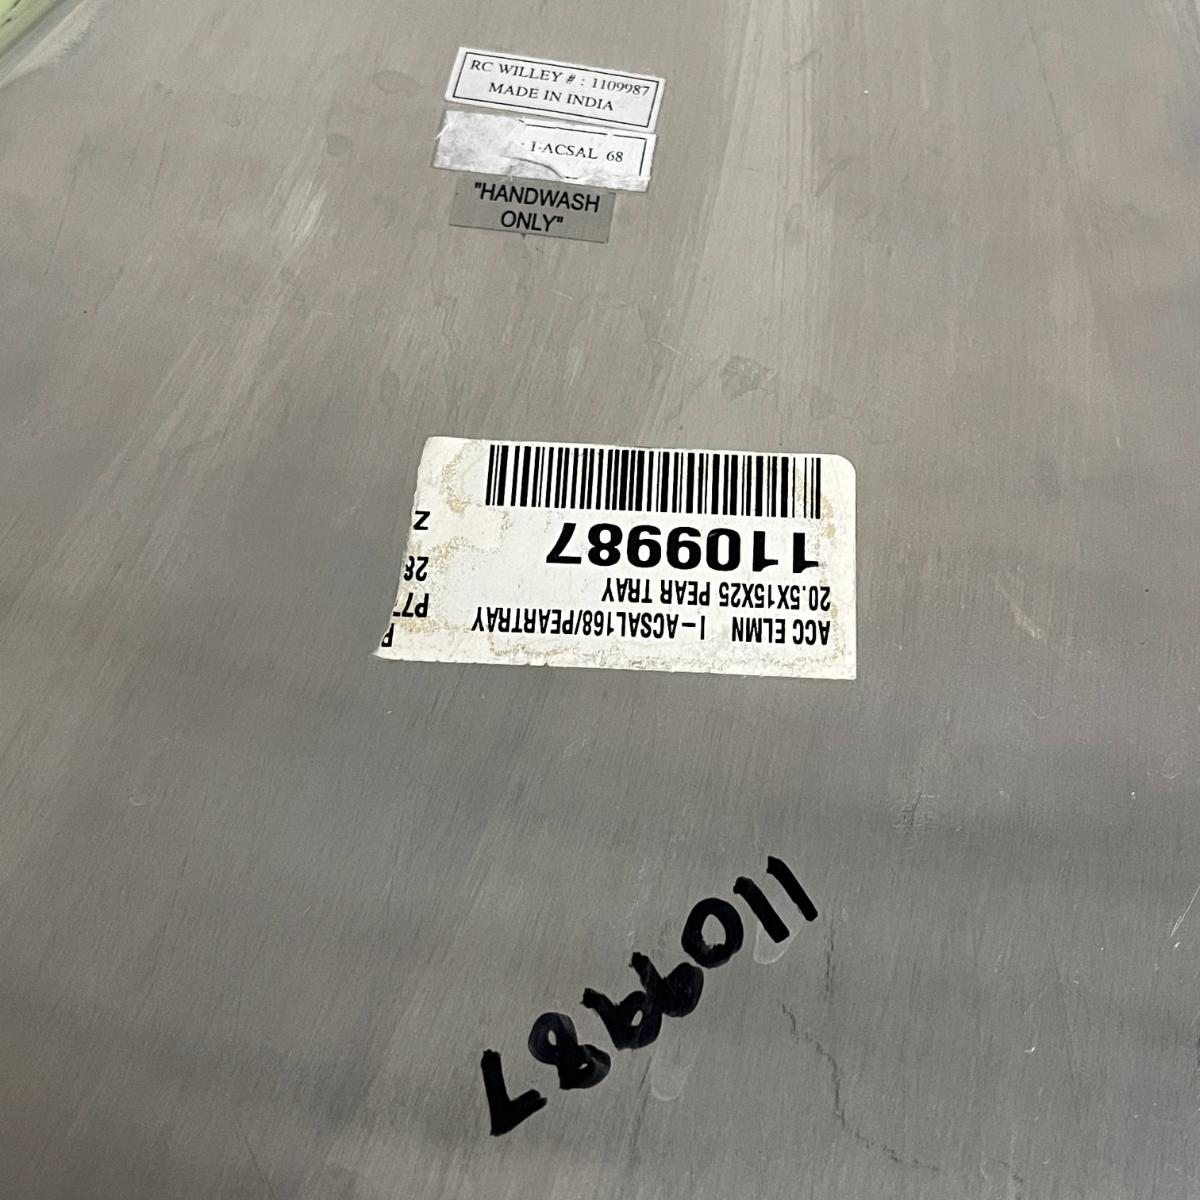 RC WILLEY # : 1109987
MADE IN INDIA
: I-ACSAL 68
"HANDWASH
ONLY"
ACC ELMN I-ACSAL168/PEARTRAY
20.5X15X25 PEAR TRAY
1109987
1109987